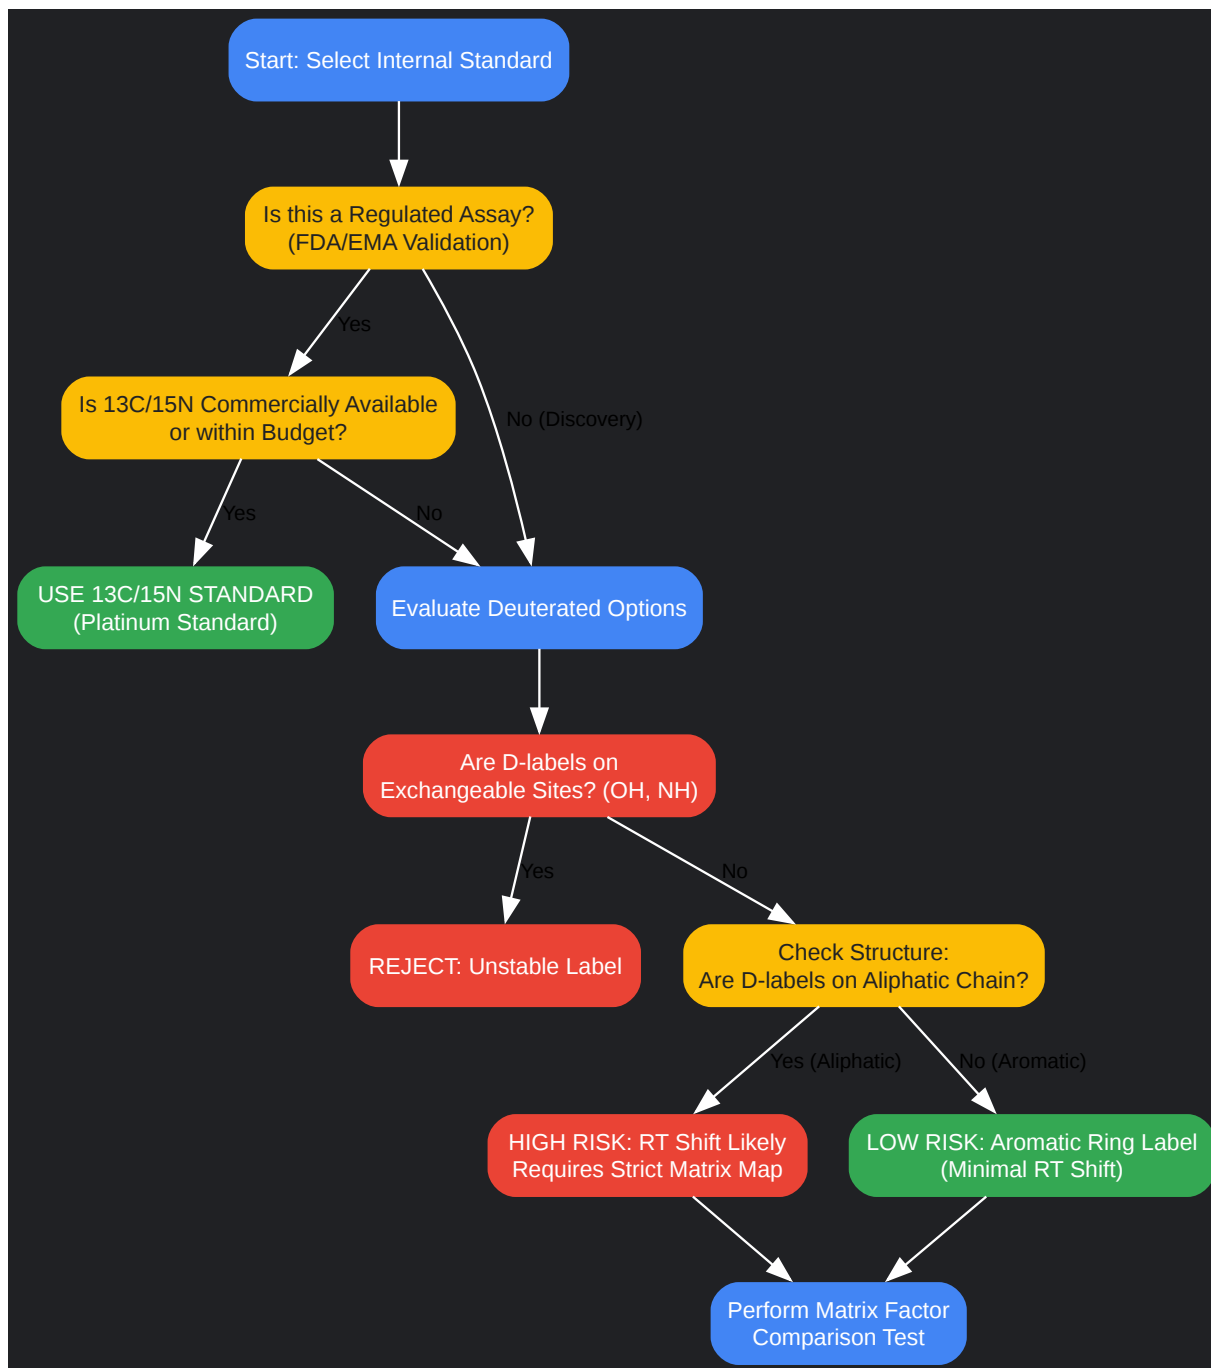 Start: Select Internal Standard
Is this a Regulated Assay?
(FDA/EMA Validation)
Yes
No (Discovery)
Is 13C/15N Commercially Available
or within Budget?
Yes
No
USE 13C/15N STANDARD
(Platinum Standard)
Evaluate Deuterated Options
Are D-labels on
Exchangeable Sites? (OH, NH)
Yes
No
REJECT: Unstable Label
Check Structure:
Are D-labels on Aliphatic Chain?
Yes (Aliphatic)
No (Aromatic)
HIGH RISK: RT Shift Likely
Requires Strict Matrix Map
LOW RISK: Aromatic Ring Label
(Minimal RT Shift)
Perform Matrix Factor
Comparison Test